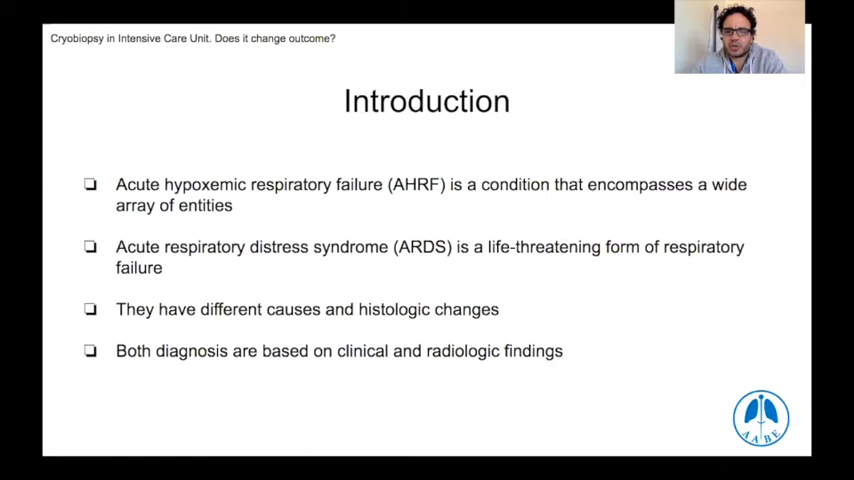 Cryobiopsy in Intensive Care Unit. Does it change outcome?
Introduction
Acute hypoxemic respiratory failure (AHRF) is a condition that encompasses a wide
array of entities
Acute respiratory distress syndrome (ARDS) is a life-threatening form of respiratory
failure
They have different causes and histologic changes
Both diagnosis are based on clinical and radiologic findings
AABE